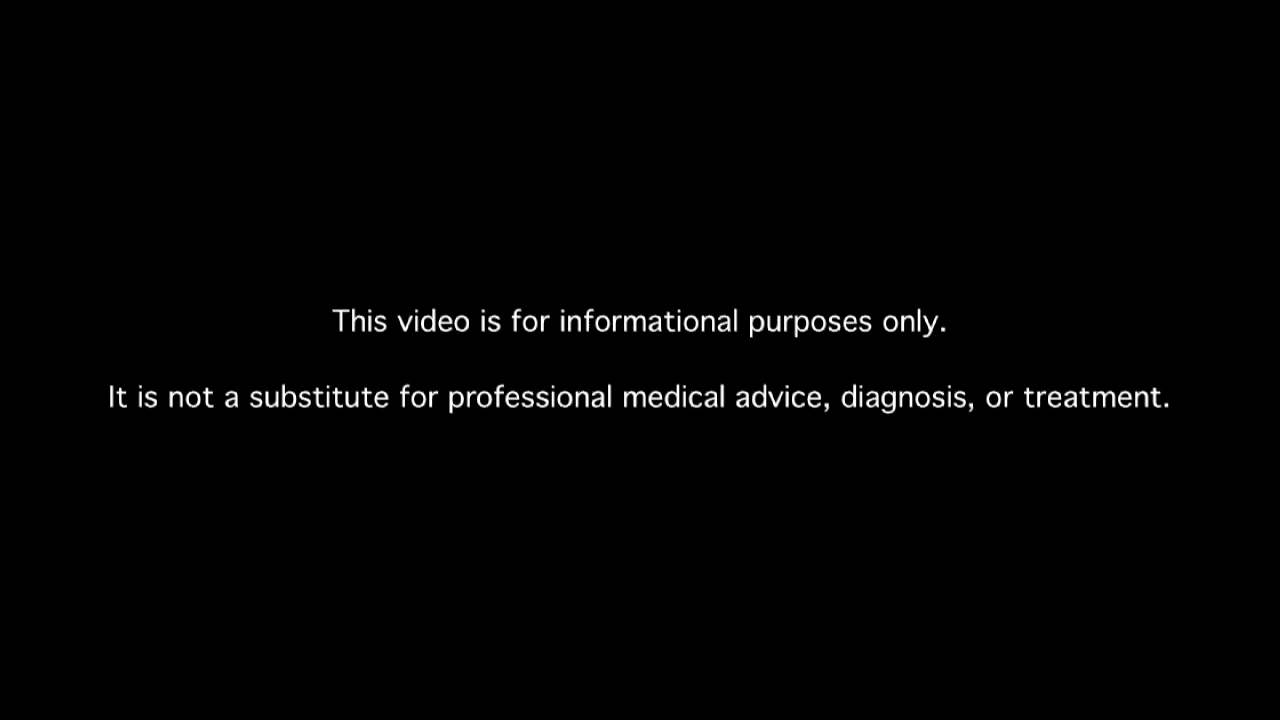 This video is for informational purposes only.
It is not a substitute for professional medical advice, diagnosis, or treatment.